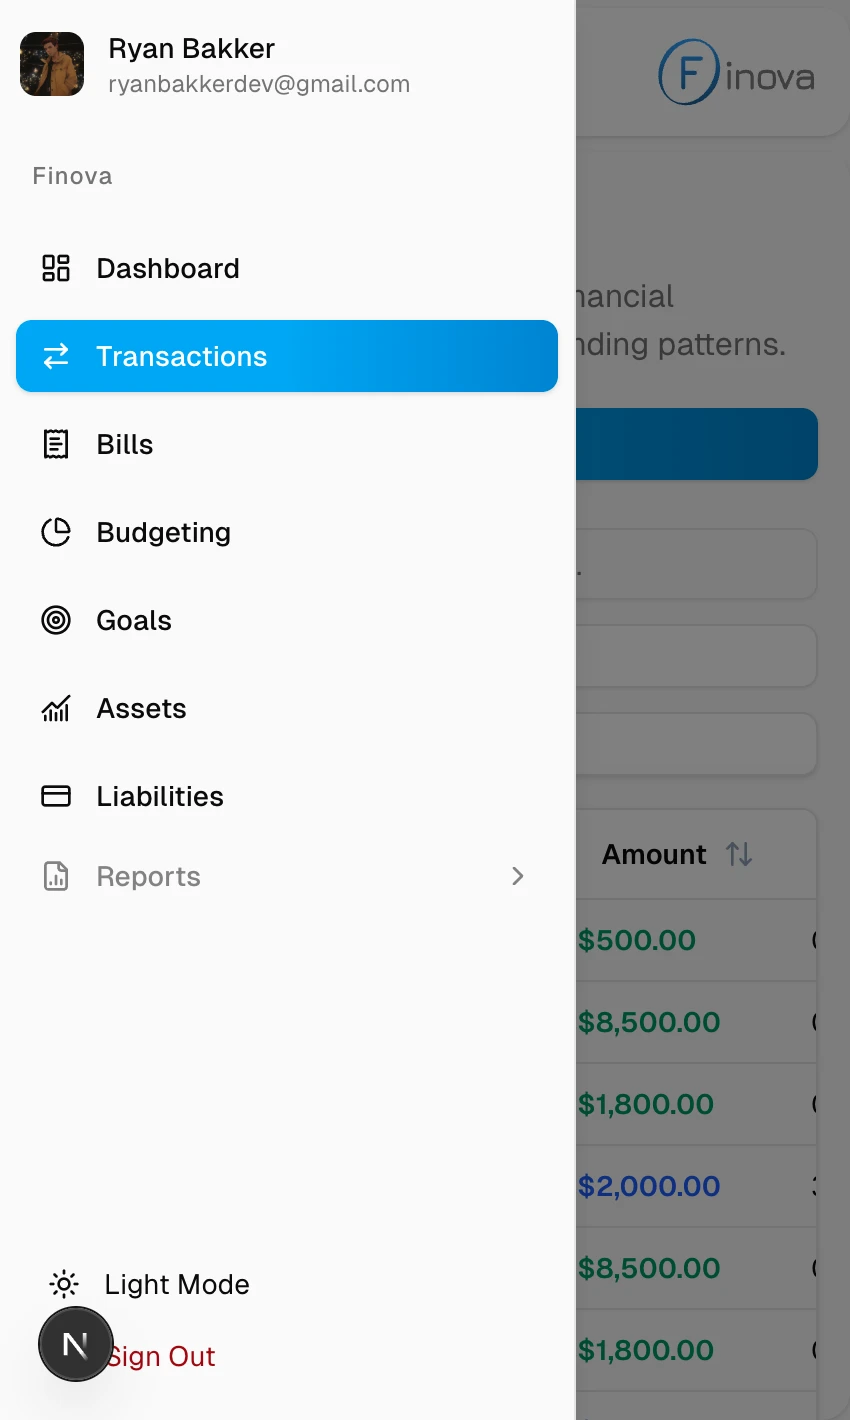 Ryan Bakker
ryanbakkerdev@gmail.com
Finova
Finova
Dashboard
nancial
Transactions
nding patterns.
Bills
Budgeting
.
Goals
Assets
Liabilities
Amount
Reports
$500.00
$8,500.00
$1,800.00
$2,000.00
$8,500.00
$1,800.00
Light Mode
N
Sign Out